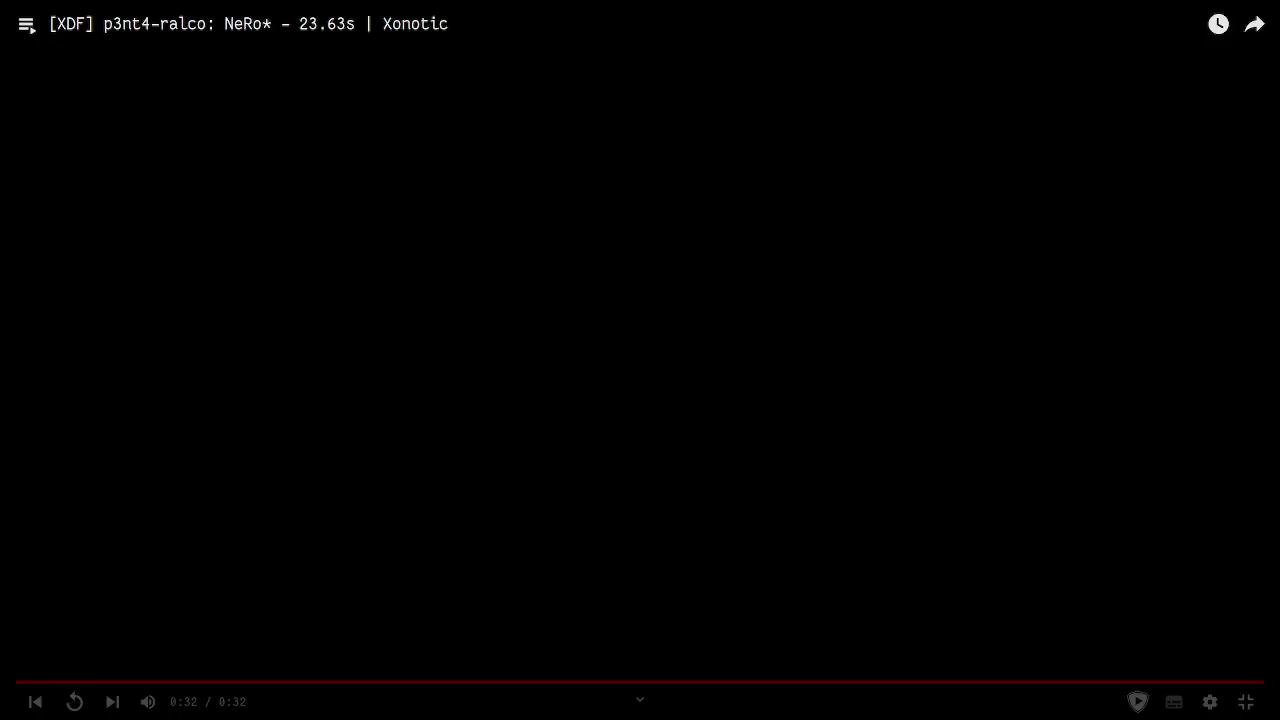 [XDF] p3nt4-ralco: NeRo* - 23.63s | Xonotic
0:32 / 0:32